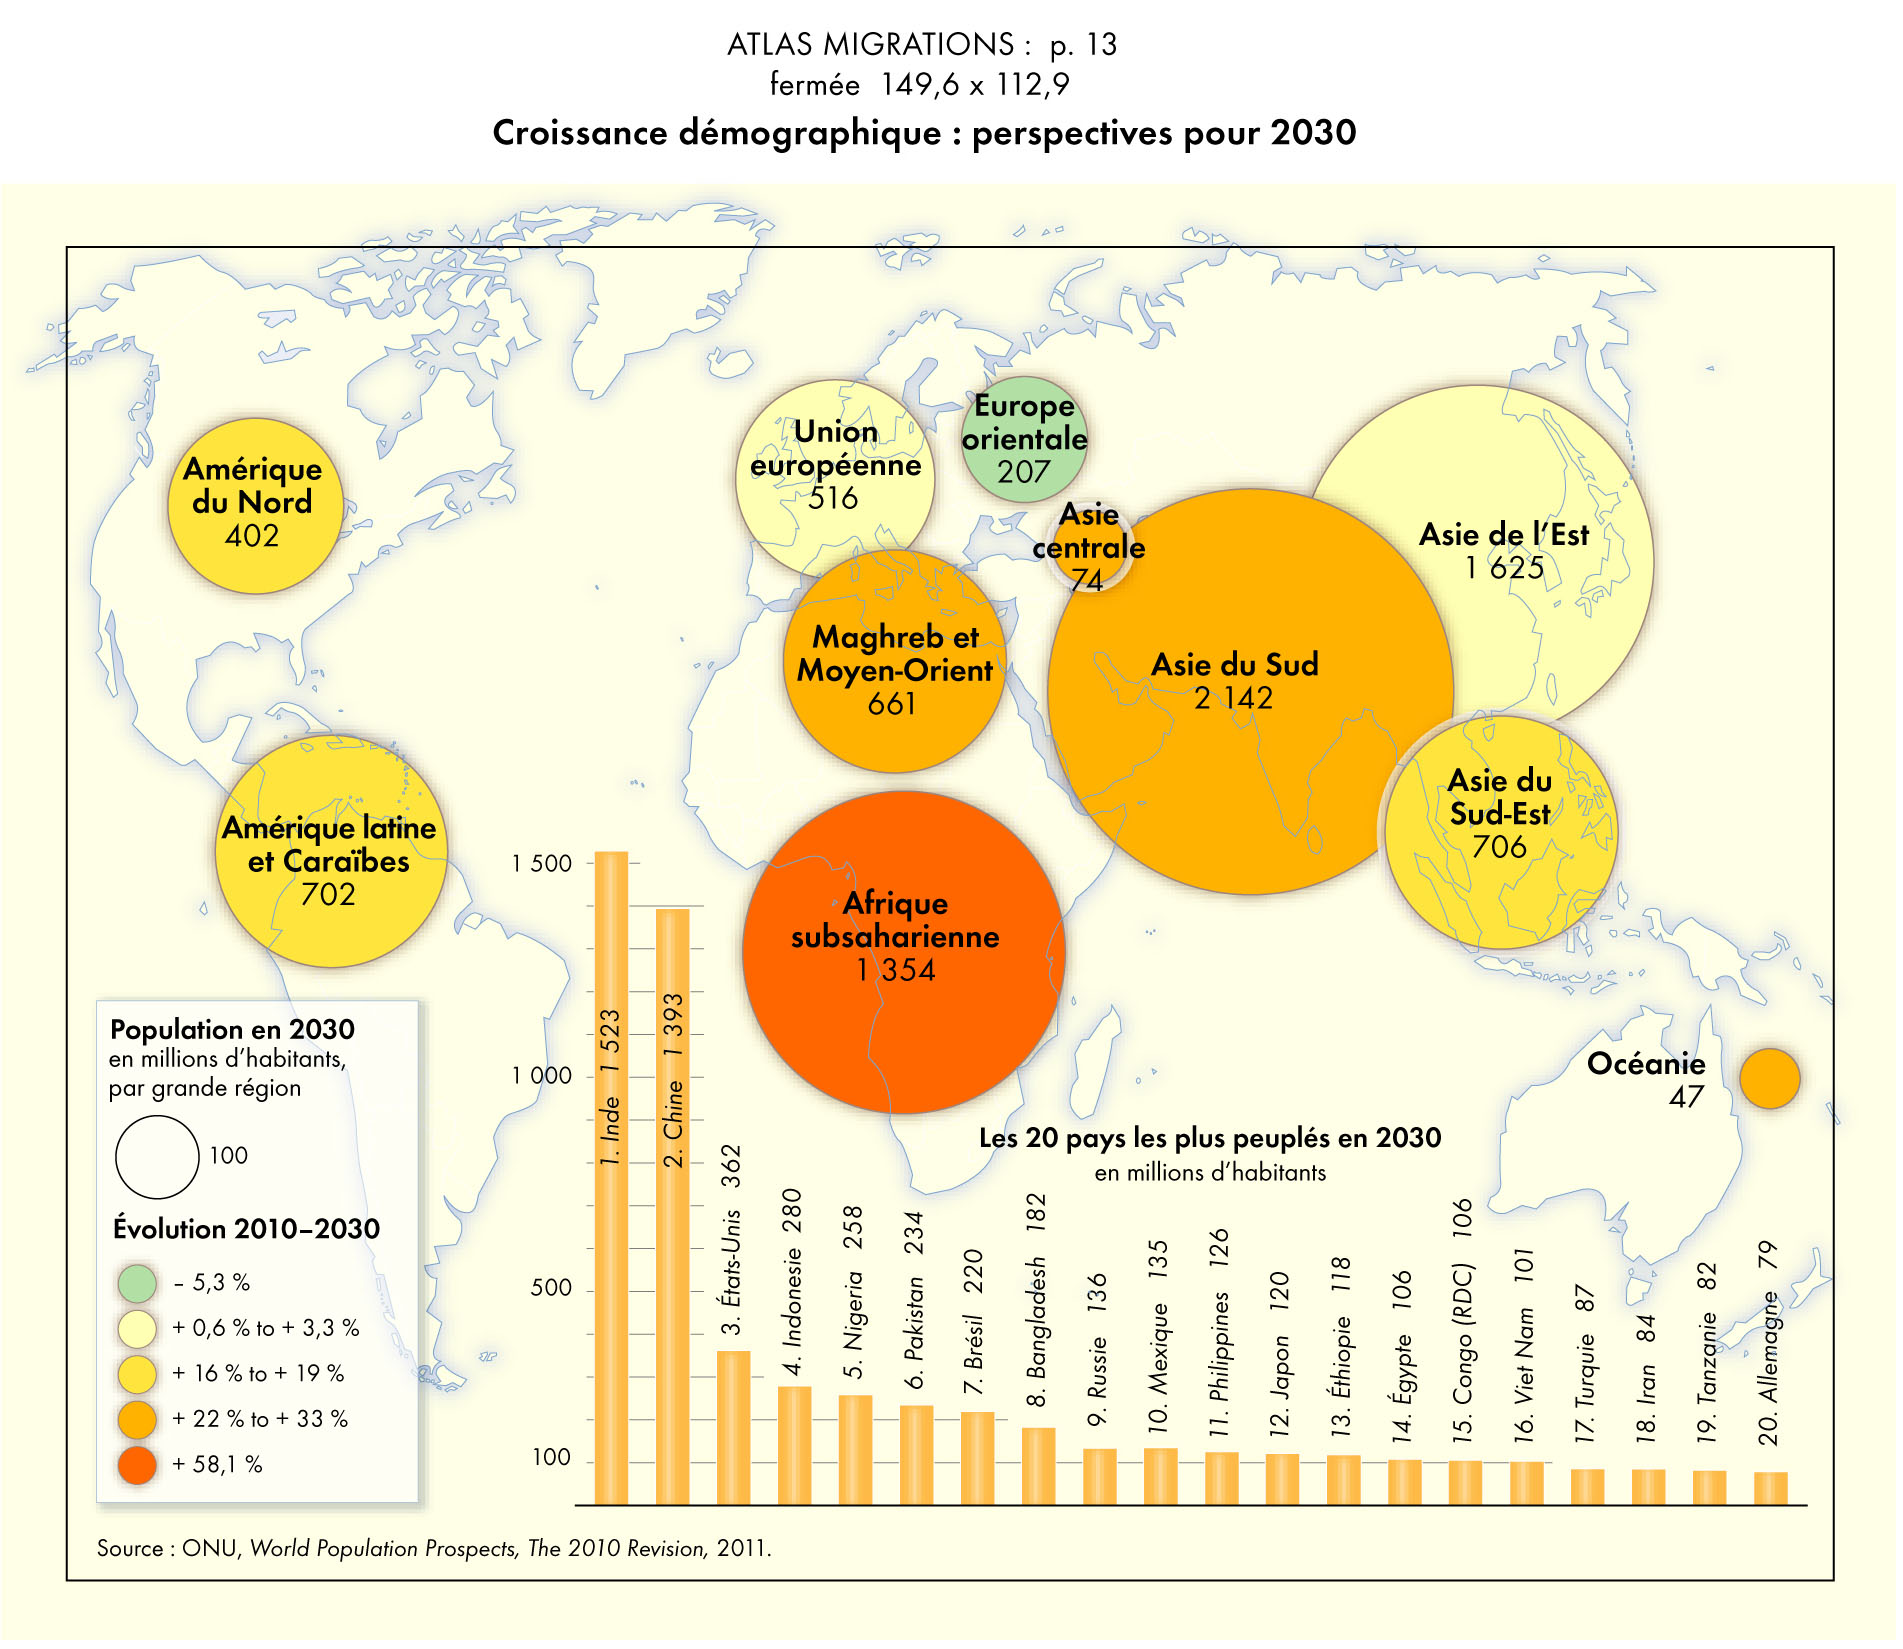 ATLAS MIGRATIONS : p. 13
fermée 149,6 x 112,9
Croissance démographique : perspectives pour 2030
Amérique
du Nord
402
Union
européenne
516
Europe
orientale
207
Asie
centrale
74
Asie de l’Est
1 625
Maghreb et
Moyen-Orient
661
Asie du Sud
2 142
Amérique latine
et Caraïbes
702
Asie du
Sud-Est
706
Afrique
subsaharienne
1 354
Océanie
47
Population en 2030
en millions d’habitants,
par grande région
100
Évolution 2010–2030
– 5,3 %
+ 0,6 % to + 3,3 %
+ 16 % to + 19 %
+ 22 % to + 33 %
+ 58,1 %
Les 20 pays les plus peuplés en 2030
en millions d’habitants
1 500
1 000
500
100
1. Inde 1 523
2. Chine 1 393
3. États-Unis 362
4. Indonesie 280
5. Nigeria 258
6. Pakistan 234
7. Brésil 220
8. Bangladesh 182
9. Russie 136
10. Mexique 135
11. Philippines 126
12. Japon 120
13. Éthiopie 118
14. Égypte 106
15. Congo (RDC) 106
16. Viet Nam 101
17. Turquie 87
18. Iran 84
19. Tanzanie 82
20. Allemagne 79
Source : ONU, World Population Prospects, The 2010 Revision, 2011.